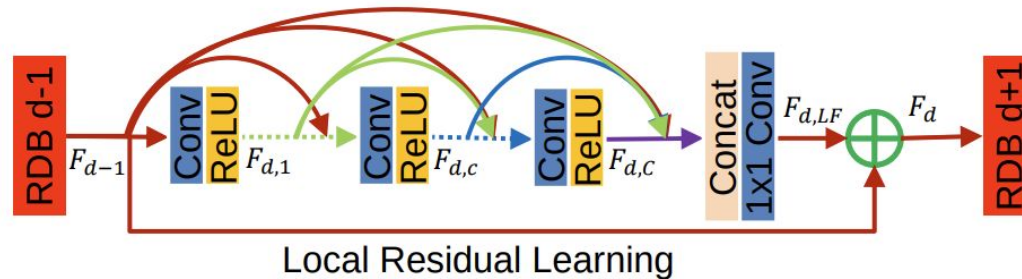 RDB d-1
F_{d-1}
Conv
ReLU
F_{d,1}
Conv
ReLU
F_{d,c}
Conv
ReLU
F_{d,C}
Concat
1x1 Conv
F_{d,LF}
F_d
RDB d+1
Local Residual Learning